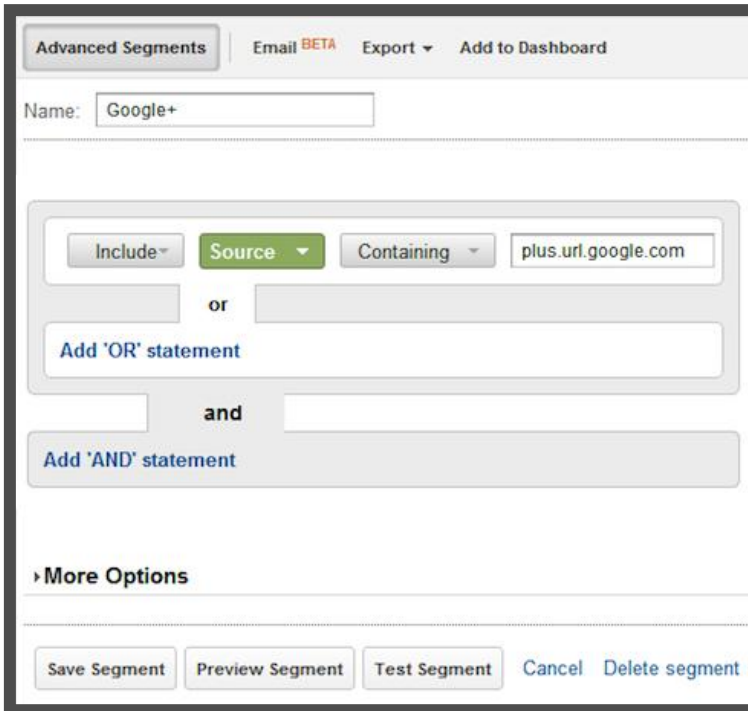 Advanced Segments Email BETA Export Add to Dashboard
Name: Google+
Include Source Containing plus.url.google.com
or
Add 'OR' statement
and
Add 'AND' statement
More Options
Save Segment Preview Segment Test Segment Cancel Delete segment